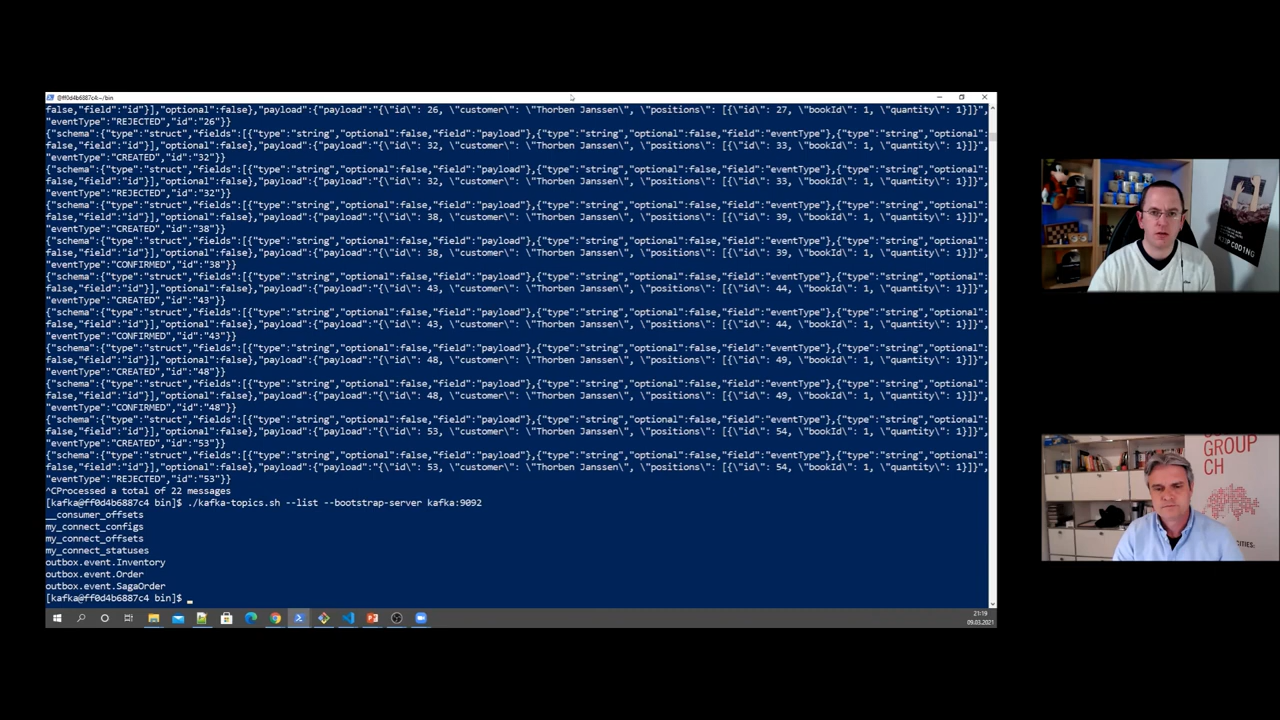 @ff0d4b6887c4:~/bin
false,"field":"id"}],"optional":false},"payload":{"payload":"{\"id\": 26, \"customer\": \"Thorben Janssen\", \"positions\": [{\"id\": 27, \"bookId\": 1, \"quantity\": 1}]}",
"eventType":"REJECTED","id":"26"}}
{"schema":{"type":"struct","fields":[{"type":"string","optional":false,"field":"payload"},{"type":"string","optional":false,"field":"eventType"},{"type":"string","optional":
false,"field":"id"}],"optional":false},"payload":{"payload":"{\"id\": 32, \"customer\": \"Thorben Janssen\", \"positions\": [{\"id\": 33, \"bookId\": 1, \"quantity\": 1}]}",
"eventType":"CREATED","id":"32"}}
{"schema":{"type":"struct","fields":[{"type":"string","optional":false,"field":"payload"},{"type":"string","optional":false,"field":"eventType"},{"type":"string","optional":
false,"field":"id"}],"optional":false},"payload":{"payload":"{\"id\": 32, \"customer\": \"Thorben Janssen\", \"positions\": [{\"id\": 33, \"bookId\": 1, \"quantity\": 1}]}",
"eventType":"REJECTED","id":"32"}}
{"schema":{"type":"struct","fields":[{"type":"string","optional":false,"field":"payload"},{"type":"string","optional":false,"field":"eventType"},{"type":"string","optional":
false,"field":"id"}],"optional":false},"payload":{"payload":"{\"id\": 38, \"customer\": \"Thorben Janssen\", \"positions\": [{\"id\": 39, \"bookId\": 1, \"quantity\": 1}]}",
"eventType":"CREATED","id":"38"}}
{"schema":{"type":"struct","fields":[{"type":"string","optional":false,"field":"payload"},{"type":"string","optional":false,"field":"eventType"},{"type":"string","optional":
false,"field":"id"}],"optional":false},"payload":{"payload":"{\"id\": 38, \"customer\": \"Thorben Janssen\", \"positions\": [{\"id\": 39, \"bookId\": 1, \"quantity\": 1}]}",
"eventType":"CONFIRMED","id":"38"}}
{"schema":{"type":"struct","fields":[{"type":"string","optional":false,"field":"payload"},{"type":"string","optional":false,"field":"eventType"},{"type":"string","optional":
false,"field":"id"}],"optional":false},"payload":{"payload":"{\"id\": 43, \"customer\": \"Thorben Janssen\", \"positions\": [{\"id\": 44, \"bookId\": 1, \"quantity\": 1}]}",
"eventType":"CREATED","id":"43"}}
{"schema":{"type":"struct","fields":[{"type":"string","optional":false,"field":"payload"},{"type":"string","optional":false,"field":"eventType"},{"type":"string","optional":
false,"field":"id"}],"optional":false},"payload":{"payload":"{\"id\": 43, \"customer\": \"Thorben Janssen\", \"positions\": [{\"id\": 44, \"bookId\": 1, \"quantity\": 1}]}",
"eventType":"CONFIRMED","id":"43"}}
{"schema":{"type":"struct","fields":[{"type":"string","optional":false,"field":"payload"},{"type":"string","optional":false,"field":"eventType"},{"type":"string","optional":
false,"field":"id"}],"optional":false},"payload":{"payload":"{\"id\": 48, \"customer\": \"Thorben Janssen\", \"positions\": [{\"id\": 49, \"bookId\": 1, \"quantity\": 1}]}",
"eventType":"CREATED","id":"48"}}
{"schema":{"type":"struct","fields":[{"type":"string","optional":false,"field":"payload"},{"type":"string","optional":false,"field":"eventType"},{"type":"string","optional":
false,"field":"id"}],"optional":false},"payload":{"payload":"{\"id\": 48, \"customer\": \"Thorben Janssen\", \"positions\": [{\"id\": 49, \"bookId\": 1, \"quantity\": 1}]}",
"eventType":"CONFIRMED","id":"48"}}
{"schema":{"type":"struct","fields":[{"type":"string","optional":false,"field":"payload"},{"type":"string","optional":false,"field":"eventType"},{"type":"string","optional":
false,"field":"id"}],"optional":false},"payload":{"payload":"{\"id\": 53, \"customer\": \"Thorben Janssen\", \"positions\": [{\"id\": 54, \"bookId\": 1, \"quantity\": 1}]}",
"eventType":"CREATED","id":"53"}}
{"schema":{"type":"struct","fields":[{"type":"string","optional":false,"field":"payload"},{"type":"string","optional":false,"field":"eventType"},{"type":"string","optional":
false,"field":"id"}],"optional":false},"payload":{"payload":"{\"id\": 53, \"customer\": \"Thorben Janssen\", \"positions\": [{\"id\": 54, \"bookId\": 1, \"quantity\": 1}]}",
"eventType":"REJECTED","id":"53"}}
^CProcessed a total of 22 messages
[kafka@ff0d4b6887c4 bin]$ ./kafka-topics.sh --list --bootstrap-server kafka:9092
__consumer_offsets
my_connect_configs
my_connect_offsets
my_connect_statuses
outbox.event.Inventory
outbox.event.Order
outbox.event.SagaOrder
[kafka@ff0d4b6887c4 bin]$
21:19
09.03.2021
KEEP CODING
GROUP
CH
CITIES: